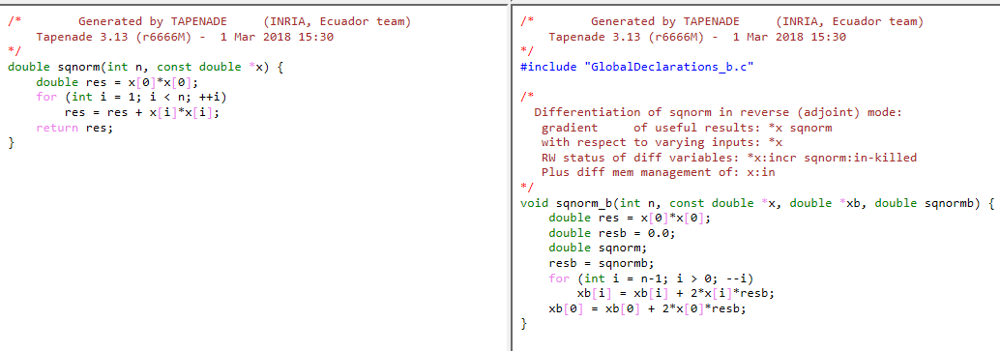 /*        Generated by TAPENADE     (INRIA, Ecuador team)
    Tapenade 3.13 (r6666M) -  1 Mar 2018 15:30
*/
double sqnorm(int n, const double *x) {
    double res = x[0]*x[0];
    for (int i = 1; i < n; ++i)
        res = res + x[i]*x[i];
    return res;
}
/*        Generated by TAPENADE     (INRIA, Ecuador team)
    Tapenade 3.13 (r6666M) -  1 Mar 2018 15:30
*/
#include "GlobalDeclarations_b.c"
/*
  Differentiation of sqnorm in reverse (adjoint) mode:
   gradient     of useful results: *x sqnorm
   with respect to varying inputs: *x
   RW status of diff variables: *x:incr sqnorm:in-killed
   Plus diff mem management of: x:in
*/
void sqnorm_b(int n, const double *x, double *xb, double sqnormb) {
    double res = x[0]*x[0];
    double resb = 0.0;
    double sqnorm;
    resb = sqnormb;
    for (int i = n-1; i > 0; --i)
        xb[i] = xb[i] + 2*x[i]*resb;
    xb[0] = xb[0] + 2*x[0]*resb;
}